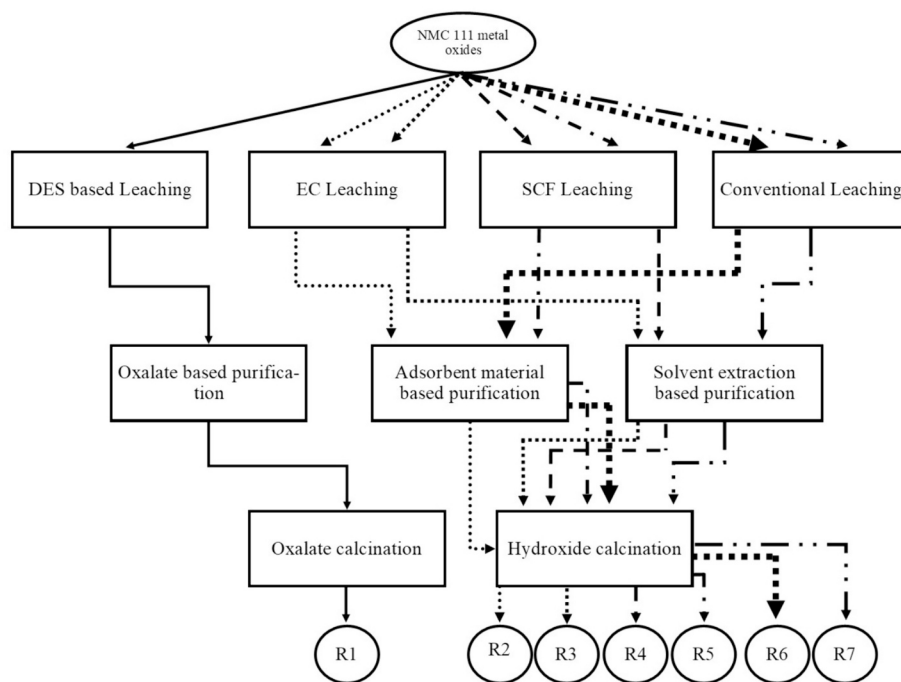 NMC 111 metal
oxides
DES based Leaching
EC Leaching
SCF Leaching
Conventional Leaching
Oxalate based purifica-
tion
Adsorbent material
based purification
Solvent extraction
based purification
Oxalate calcination
Hydroxide calcination
R1
R2
R3
R4
R5
R6
R7